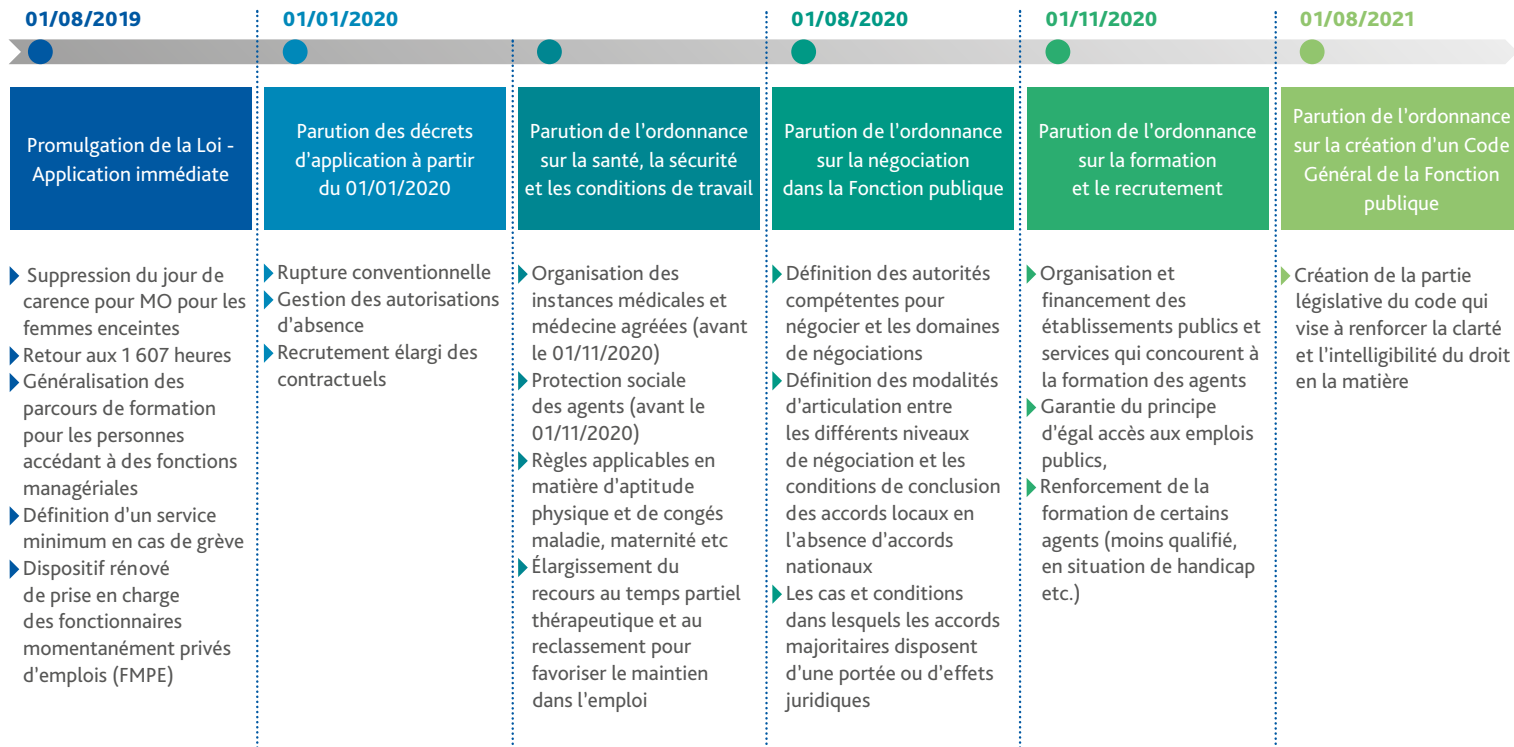 01/08/2019
01/01/2020
01/08/2020
01/11/2020
01/08/2021
Promulgation de la Loi -
Application immédiate
Parution des décrets
d'application à partir
du 01/01/2020
Parution de l'ordonnance
sur la santé, la sécurité
et les conditions de travail
Parution de l'ordonnance
sur la négociation
dans la Fonction publique
Parution de l'ordonnance
sur la formation
et le recrutement
Parution de l'ordonnance
sur la création d'un Code
Général de la Fonction
publique
Suppression du jour de
carence pour MO pour les
femmes enceintes
Retour aux 1 607 heures
Généralisation des
parcours de formation
pour les personnes
accédant à des fonctions
managériales
Définition d'un service
minimum en cas de grève
Dispositif rénové
de prise en charge
des fonctionnaires
momentanément privés
d'emplois (FMPE)
Rupture conventionnelle
Gestion des autorisations
d'absence
Recrutement élargi des
contractuels
Organisation des
instances médicales et
médecine agréées (avant
le 01/11/2020)
Protection sociale
des agents (avant le
01/11/2020)
Règles applicables en
matière d'aptitude
physique et de congés
maladie, maternité etc
Élargissement du
recours au temps partiel
thérapeutique et au
reclassement pour
favoriser le maintien
dans l'emploi
Définition des autorités
compétentes pour
négocier et les domaines
de négociations
Définition des modalités
d'articulation entre
les différents niveaux
de négociation et les
conditions de conclusion
des accords locaux en
l'absence d'accords
nationaux
Les cas et conditions
dans lesquels les accords
majoritaires disposent
d'une portée ou d'effets
juridiques
Organisation et
financement des
établissements publics et
services qui concourent à
la formation des agents
Garantie du principe
d'égal accès aux emplois
publics,
Renforcement de la
formation de certains
agents (moins qualifié,
en situation de handicap
etc.)
Création de la partie
législative du code qui
vise à renforcer la clarté
et l'intelligibilité du droit
en la matière